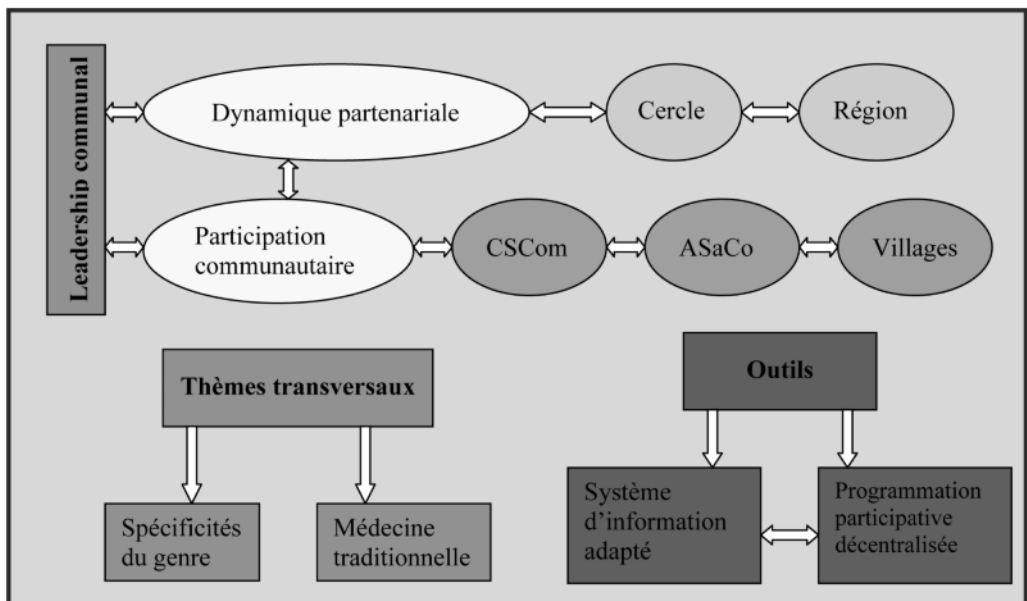 Leadership communal
Dynamique partenariale
Cercle
Région
Participation
communautaire
CSCom
ASaCo
Villages
Thèmes transversaux
Outils
Spécificités
du genre
Médecine
traditionnelle
Système
d’information
adapté
Programmation
participative
décentralisée